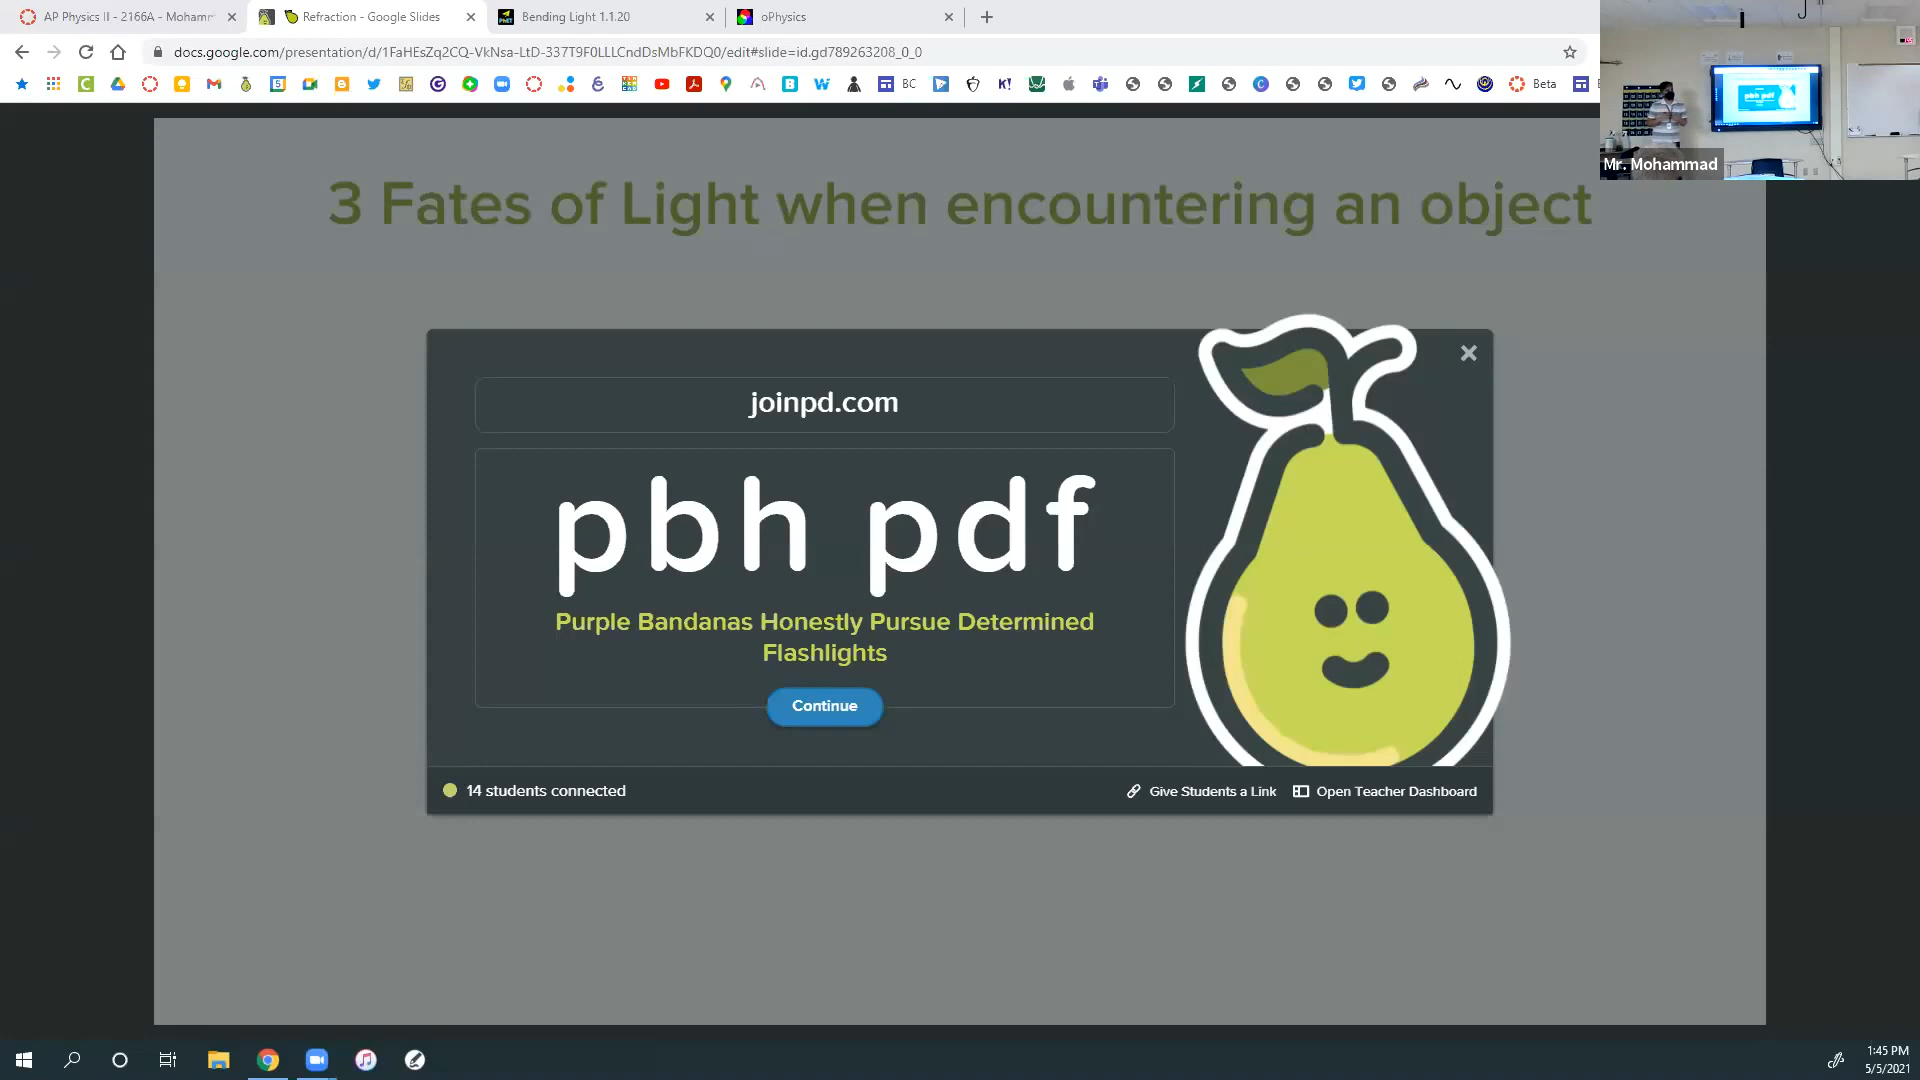 AP Physics II - 2166A - Mohamm
Refraction - Google Slides
Bending Light 1.1.20
oPhysics
docs.google.com/presentation/d/1FaHEsZq2CQ-VkNsa-LtD-337T9F0LLLCndDsMbFKDQ0/edit#slide=id.gd789263208_0_0
BC
Beta
Mr. Mohammad
3 Fates of Light when encountering an object
joinpd.com
pbh pdf
Purple Bandanas Honestly Pursue Determined
Flashlights
Continue
14 students connected
Give Students a Link
Open Teacher Dashboard
1:45 PM
5/5/2021